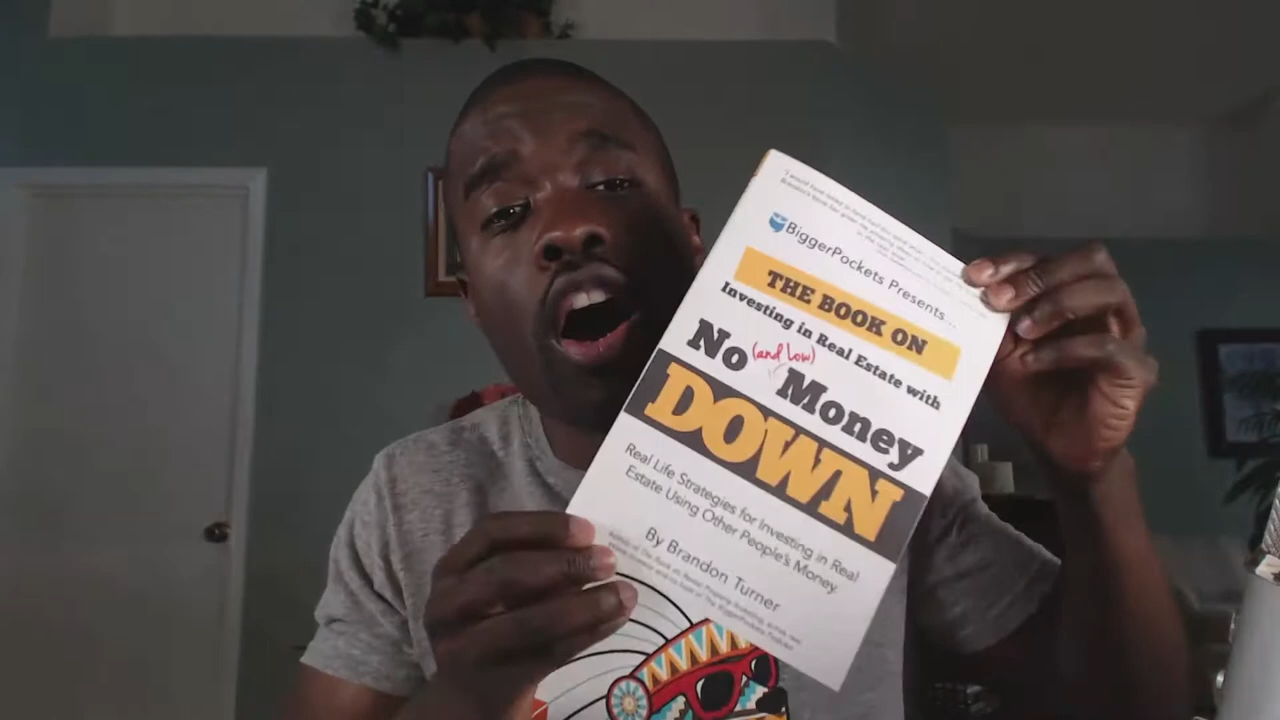 BiggerPockets Presents...
THE BOOK ON
Investing in Real Estate with
No (and low) Money
DOWN
Real Life Strategies for Investing in Real
Estate Using Other People's Money
By Brandon Turner